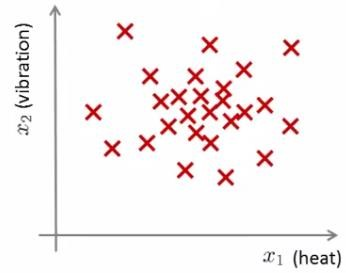 x₂ (vibration)
x₁ (heat)